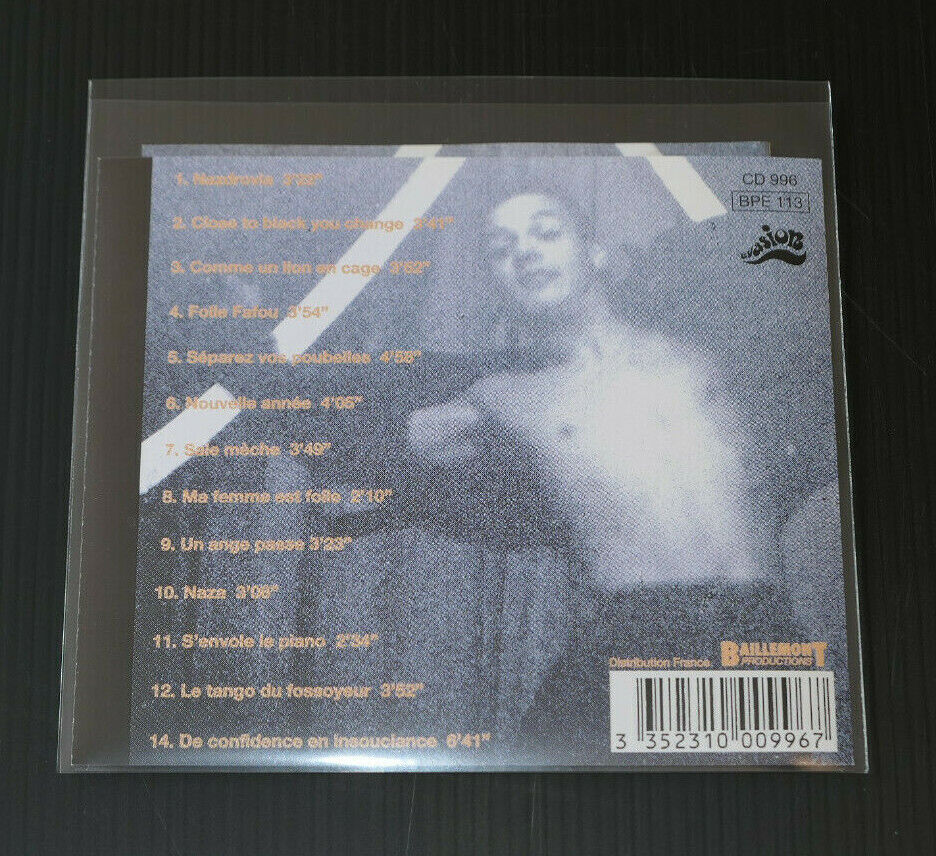 1. Nazdrovia 3'22"
2. Close to black you change 3'41"
3. Comme un lion en cage 3'52"
4. Folle Fafou 3'54"
5. Séparez vos poubelles 4'58"
6. Nouvelle année 4'05"
7. Sale mèche 3'49"
8. Ma femme est folle 2'10"
9. Un ange passe 3'23"
10. Naza 3'08"
11. S'envole le piano 2'34"
12. Le tango du fossoyeur 3'52"
14. De confidence en insouciance 6'41"
CD 996
BPE 113
evasion
Distribution France BAILLEMONT
PRODUCTIONS
3 352310 009967